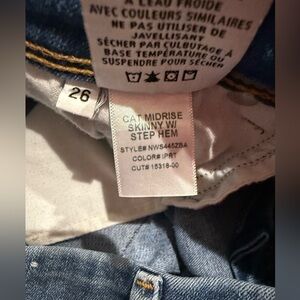 À L'EAU FROIDE
AVEC COULEURS SIMILAIRES
NE PAS UTILISER DE
JAVELLISANT
SÉCHER PAR CULBUTAGE À
BASE TEMPÉRATURE OU
SUSPENDRE POUR SÉCHER
26
CAT MIDRISE
SKINNY W/
STEP HEM
STYLE# NWS445ZBA
COLOR# IPRT
CUT# 15318-00